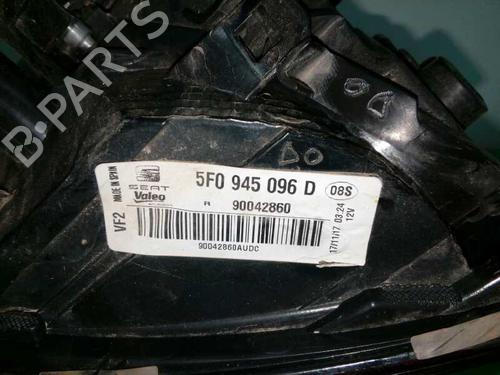 B-PARTS
MADE IN SPAIN
VF2
SEAT
Valeo
5F0 945 096 D
08S
R 90042860
90042860AUDC
17/11/17 03:24
12V